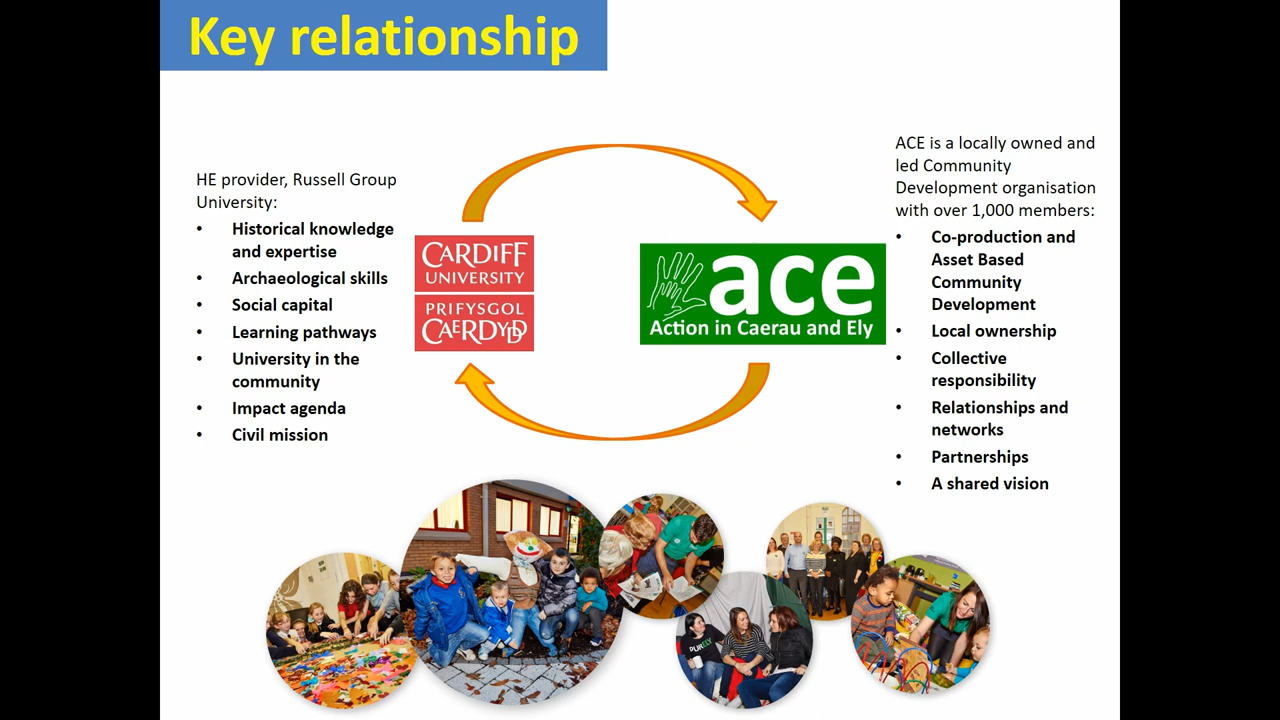 Key relationship
HE provider, Russell Group
University:
• Historical knowledge
and expertise
• Archaeological skills
• Social capital
• Learning pathways
• University in the
community
• Impact agenda
• Civil mission
CARDIFF
UNIVERSITY
PRIFYSGOL
CAERDYDD
ace
Action in Caerau and Ely
ACE is a locally owned and
led Community
Development organisation
with over 1,000 members:
• Co-production and
Asset Based
Community
Development
• Local ownership
• Collective
responsibility
• Relationships and
networks
• Partnerships
• A shared vision
PURELY